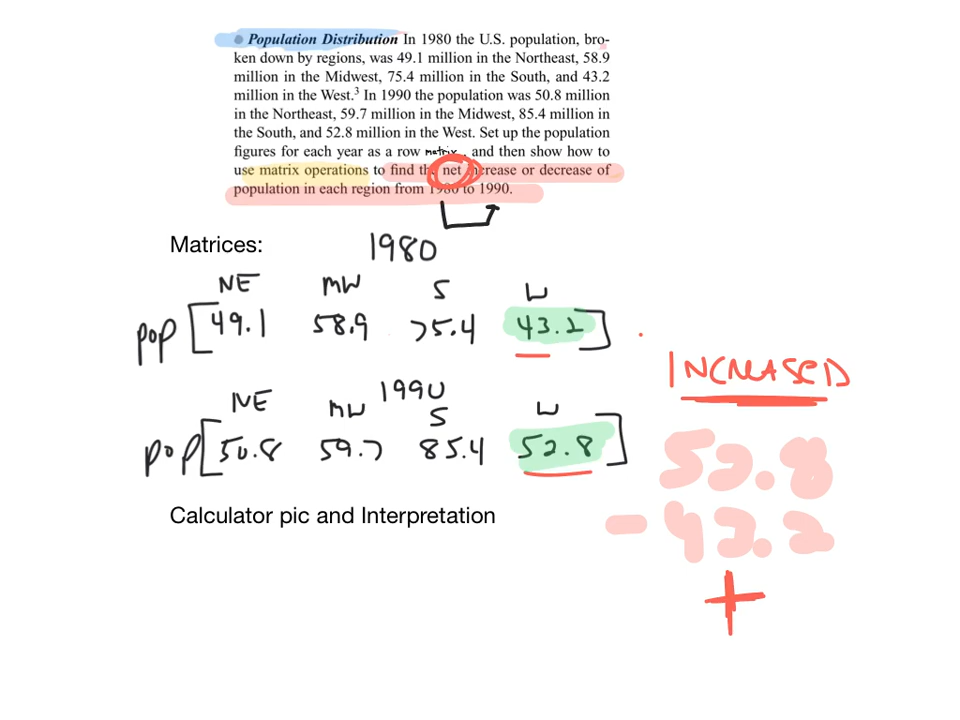 Population Distribution In 1980 the U.S. population, bro-
ken down by regions, was 49.1 million in the Northeast, 58.9
million in the Midwest, 75.4 million in the South, and 43.2
million in the West.³ In 1990 the population was 50.8 million
in the Northeast, 59.7 million in the Midwest, 85.4 million in
the South, and 52.8 million in the West. Set up the population
figures for each year as a row matrix, and then show how to
use matrix operations to find the net increase or decrease of
population in each region from 1980 to 1990.
Matrices: 1980
NE MW S W
pop [49.1 58.9 75.4 43.2]
INCREASED
1990
NE MW S W
pop [50.8 59.7 85.4 52.8]
52.8
- 43.2
+
Calculator pic and Interpretation